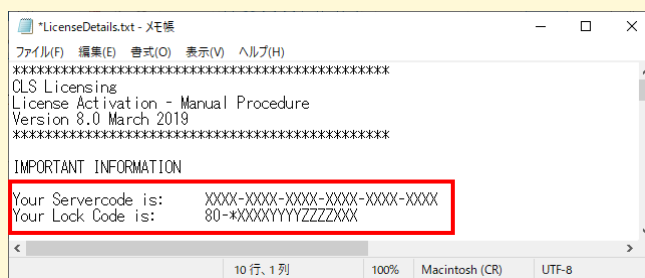 *LicenseDetails.txt - メモ帳
ファイル(F) 編集(E) 書式(O) 表示(V) ヘルプ(H)
**************************************************
CLS Licensing
License Activation - Manual Procedure
Version 8.0 March 2019
**************************************************
IMPORTANT INFORMATION
Your Servercode is: XXXX-XXXX-XXXX-XXXX-XXXX-XXXX
Your Lock Code is: 80-*XXXXYYYYZZZZXXX
10 行、1 列 100% Macintosh (CR) UTF-8